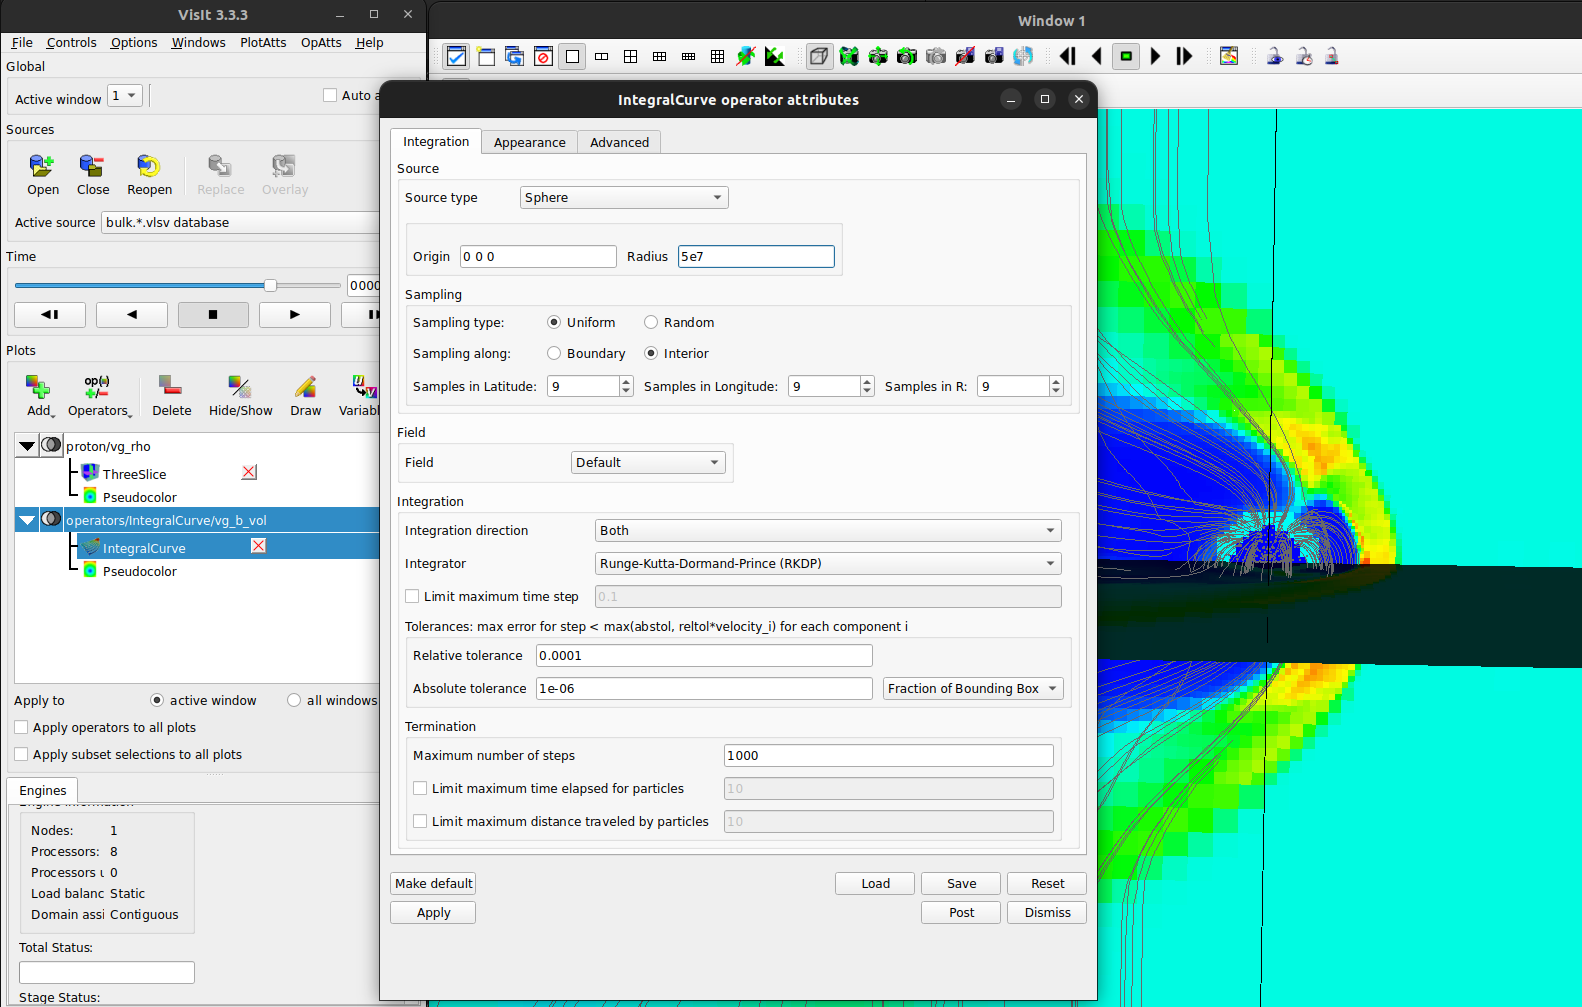 VisIt 3.3.3
Window 1
File Controls Options Windows PlotAtts OpAtts Help
Global
Active window 1
Auto a
Sources
Open Close Reopen Replace Overlay
Active source bulk.*.vlsv database
Time
0000
Plots
op(ι)
Add Operators Delete Hide/Show Draw Variabl
proton/vg_rho
ThreeSlice
Pseudocolor
operators/IntegralCurve/vg_b_vol
IntegralCurve
Pseudocolor
Apply to active window all windows
Apply operators to all plots
Apply subset selections to all plots
Engines
Engine Information
Nodes: 1
Processors: 8
Processors u 0
Load balanc Static
Domain assi Contiguous
Total Status:
Stage Status:
IntegralCurve operator attributes
Integration Appearance Advanced
Source
Source type Sphere
Origin 0 0 0 Radius 5e7
Sampling
Sampling type: Uniform Random
Sampling along: Boundary Interior
Samples in Latitude: 9 Samples in Longitude: 9 Samples in R: 9
Field
Field Default
Integration
Integration direction Both
Integrator Runge-Kutta-Dormand-Prince (RKDP)
Limit maximum time step 0.1
Tolerances: max error for step < max(abstol, reltol*velocity_i) for each component i
Relative tolerance 0.0001
Absolute tolerance 1e-06 Fraction of Bounding Box
Termination
Maximum number of steps 1000
Limit maximum time elapsed for particles 10
Limit maximum distance traveled by particles 10
Make default Load Save Reset
Apply Post Dismiss